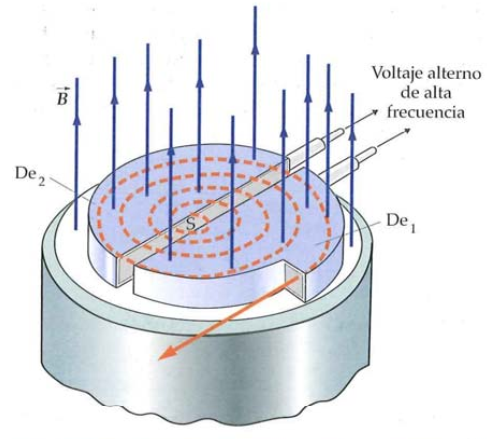 Voltaje alterno
de alta
frecuencia
B
De2
S
De1